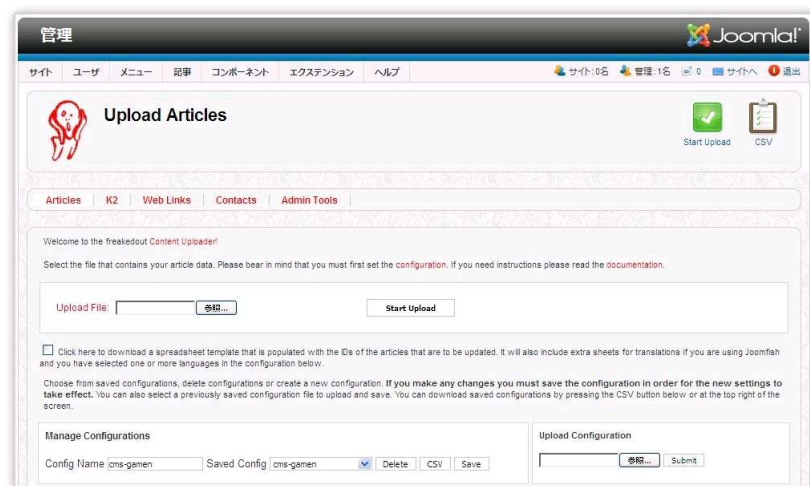 管理
Joomla!
サイト ユーザ メニュー 記事 コンポーネント エクステンション ヘルプ サイト:0名 管理:1名 0 サイトへ 退出
Upload Articles
Start Upload CSV
Articles K2 Web Links Contacts Admin Tools
Welcome to the freakedout Content Uploader!
Select the file that contains your article data. Please bear in mind that you must first set the configuration. If you need instructions please read the documentation.
Upload File: 参照... Start Upload
Click here to download a spreadsheet template that is populated with the IDs of the articles that are to be updated. It will also include extra sheets for translations if you are using Joomfish
and you have selected one or more languages in the configuration below.
Choose from saved configurations, delete configurations or create a new configuration. If you make any changes you must save the configuration in order for the new settings to
take effect. You can also select a previously saved configuration file to upload and save. You can download saved configurations by pressing the CSV button below or at the top right of the
screen.
Manage Configurations
Config Name cms-gamen Saved Config cms-gamen Delete CSV Save
Upload Configuration
参照... Submit